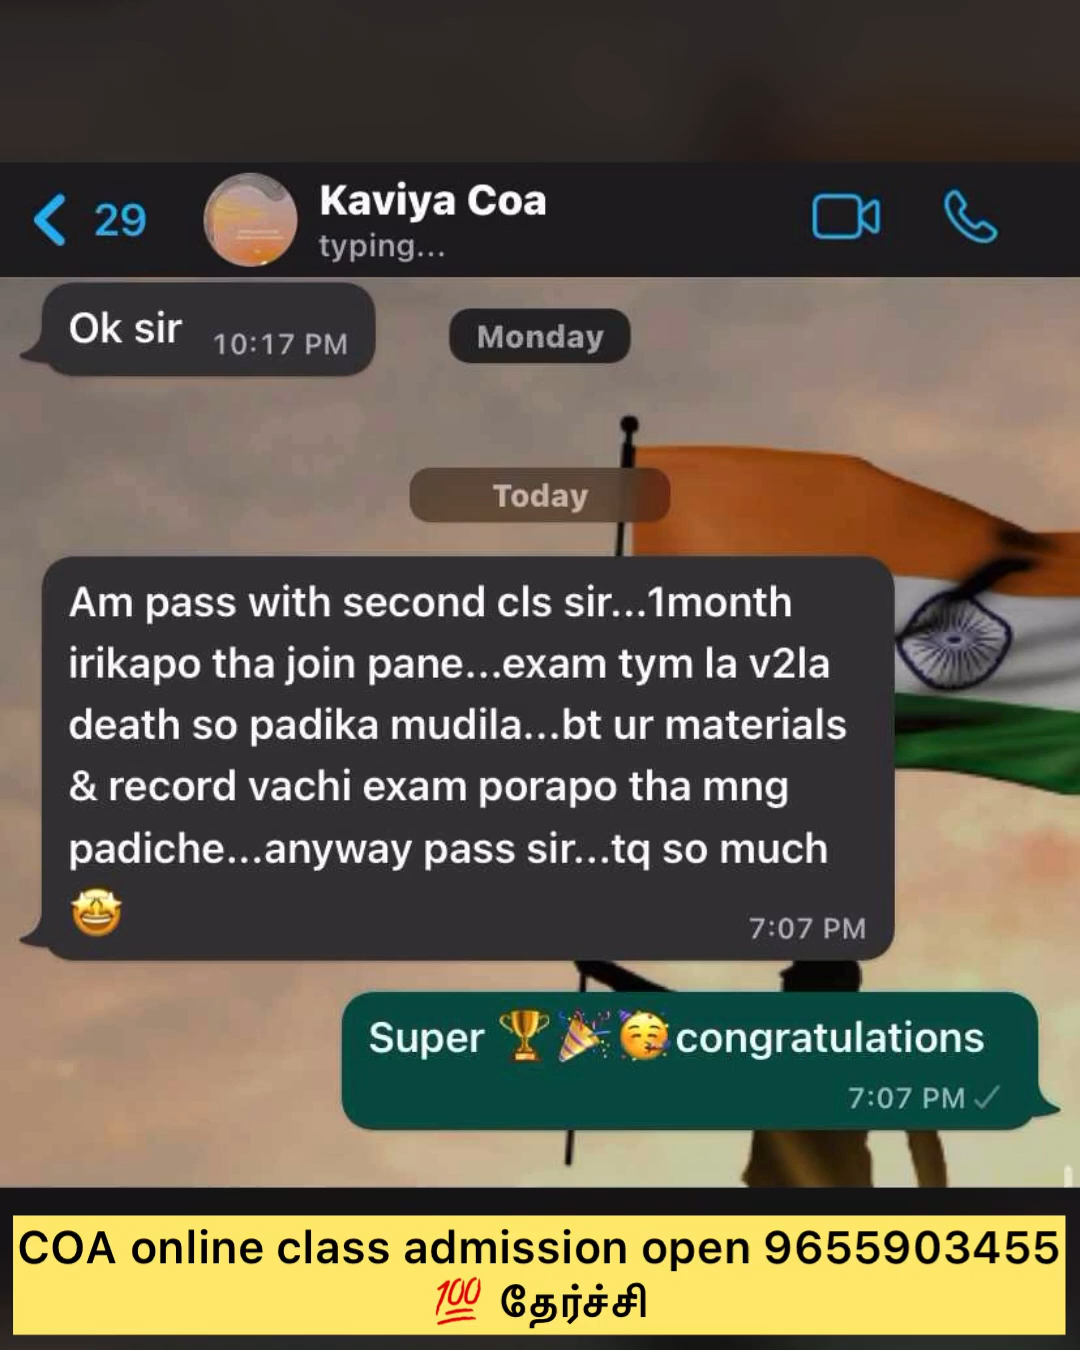 29
Kaviya Coa
typing...
Ok sir 10:17 PM
Monday
Today
Am pass with second cls sir...1month
irikapo tha join pane...exam tym la v2la
death so padika mudila...bt ur materials
& record vachi exam porapo tha mng
padiche...anyway pass sir...tq so much
🤩
7:07 PM
Super 🏆🎉🥳congratulations
7:07 PM ✓
COA online class admission open 9655903455
💯 தேர்ச்சி